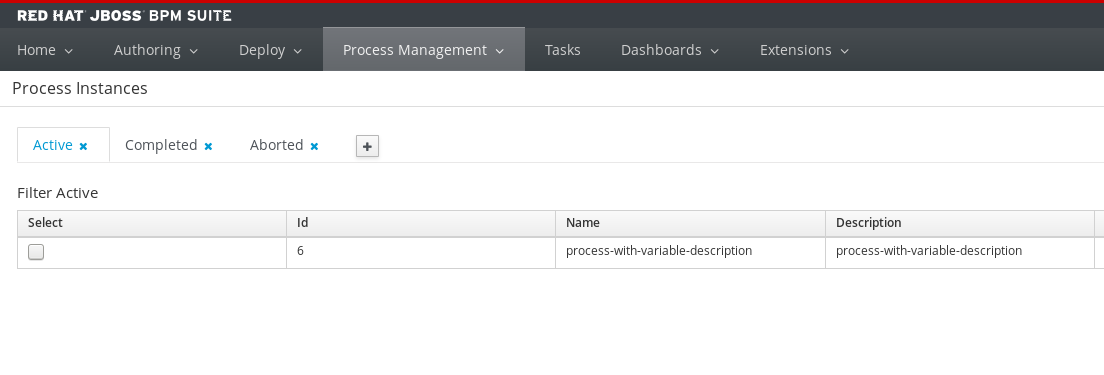 RED HAT JBOSS BPM SUITE
Home Authoring Deploy Process Management Tasks Dashboards Extensions
Process Instances
Active Completed Aborted
Filter Active
Select Id Name Description
6 process-with-variable-description process-with-variable-description